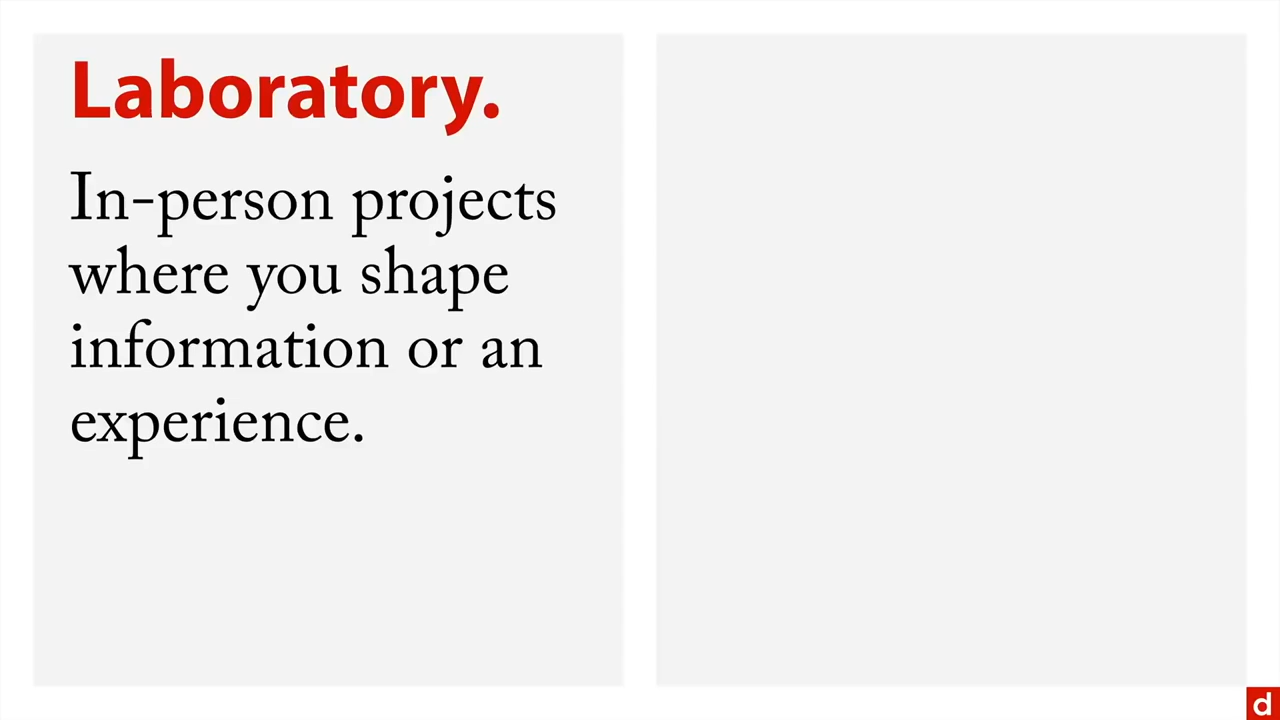 Laboratory.
In-person projects
where you shape
information or an
experience.
d